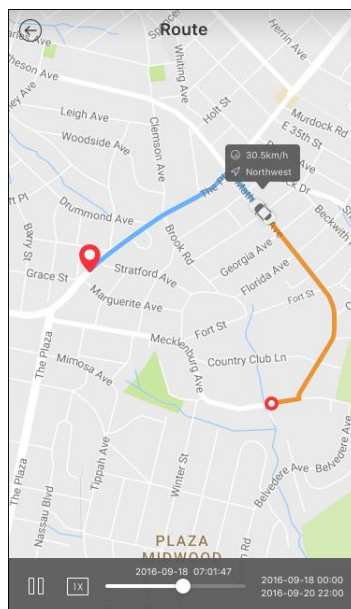 Route
Herrin Ave
Whiting Ave
Clemson Ave
Holt St
Murdock Rd
E 35th St
Leigh Ave
Woodside Ave
30.5km/h
Northwest
Drummond Ave
Beckwith
Barry St
Brook Rd
Georgia Ave
Grace St
Stratford Ave
Florida Ave
Marguerite Ave
Fort St
Fort St
The Plaza
Mecklenburg Ave
Country Club Ln
Mimosa Ave
Tippah Ave
Winter St
Belvedere Ave
Belvedere Ave
The Plaza
Nassau Blvd
PLAZA
MIDWOOD
2016-09-18 07:01:47
1X
2016-09-18 00:00
2016-09-20 22:00